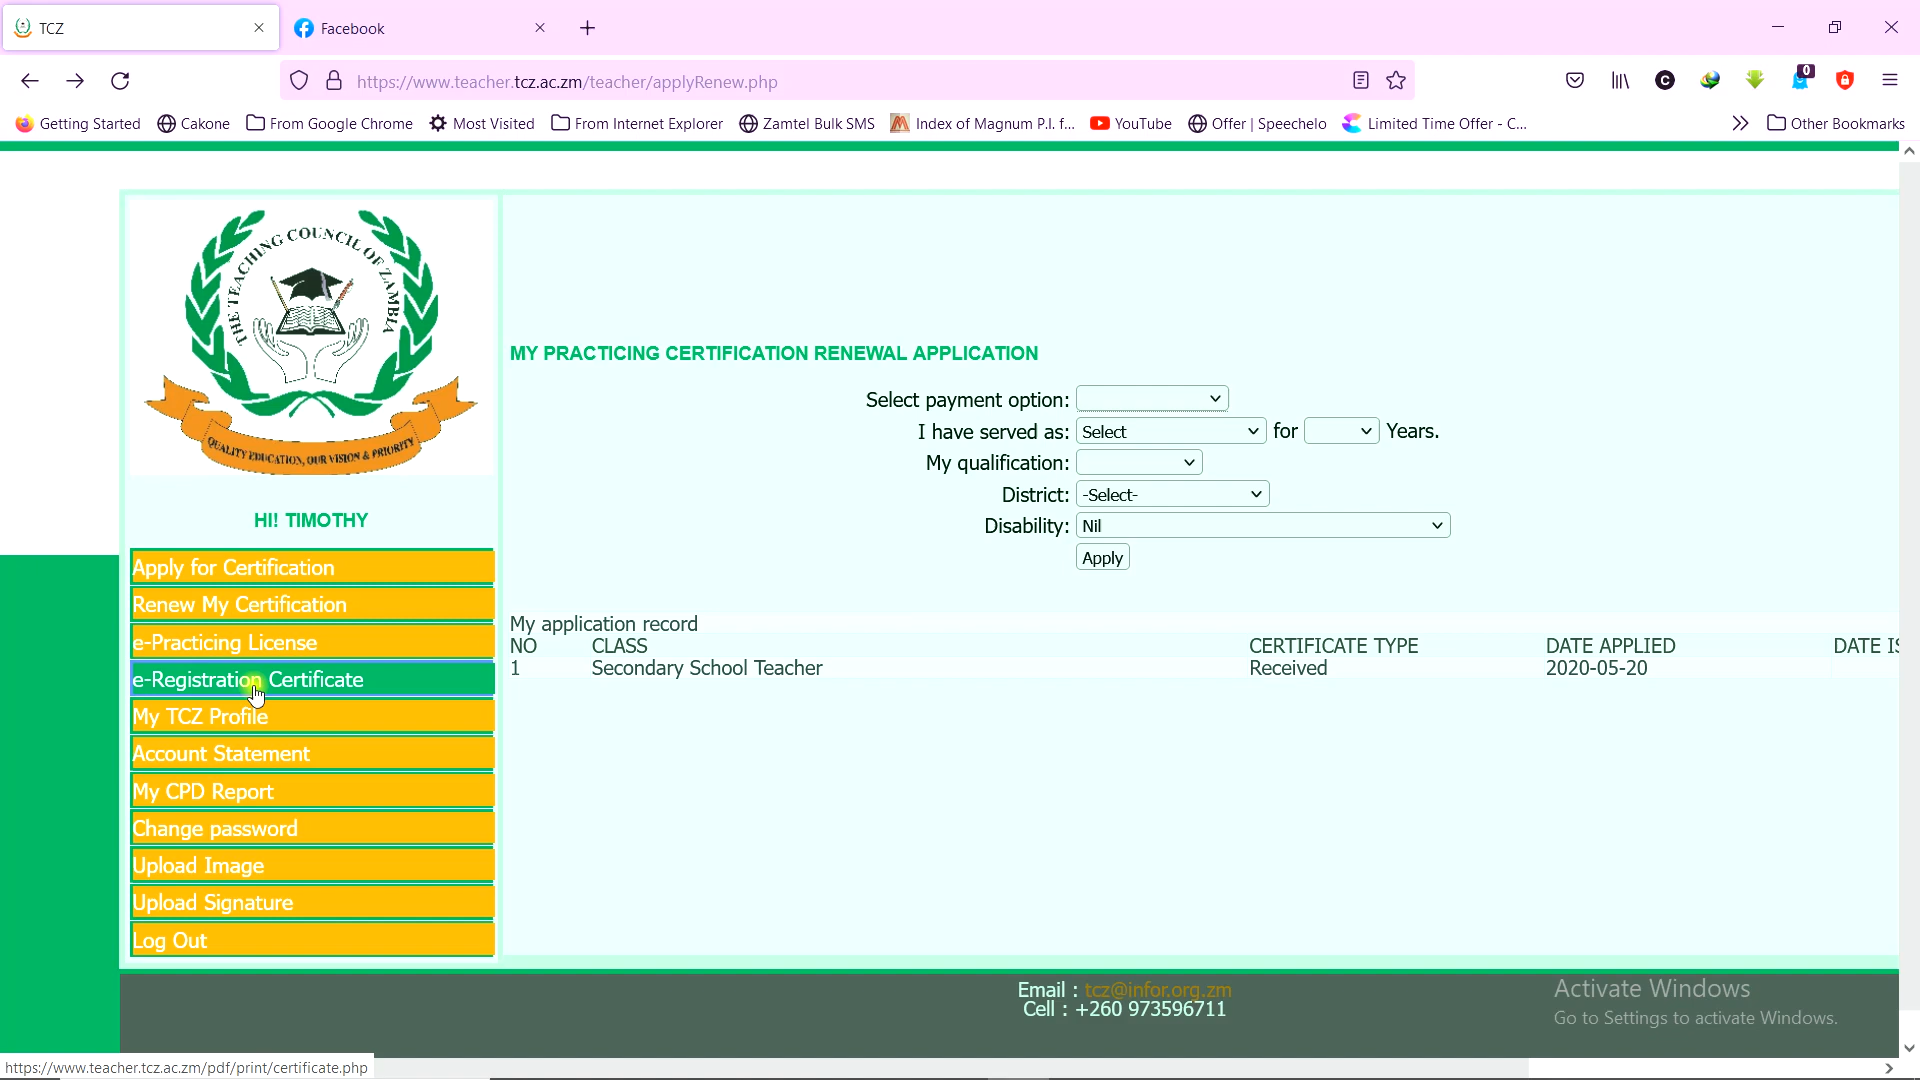 TCZ
Facebook
https://www.teacher.tcz.ac.zm/teacher/applyRenew.php
0
Getting Started
Cakone
From Google Chrome
Most Visited
From Internet Explorer
Zamtel Bulk SMS
Index of Magnum P.I. f...
YouTube
Offer | Speechelo
Limited Time Offer - C...
Other Bookmarks
THE TEACHING COUNCIL OF ZAMBIA
QUALITY EDUCATION, OUR VISION & PRIORITY
HI! TIMOTHY
Apply for Certification
Renew My Certification
e-Practicing License
e-Registration Certificate
My TCZ Profile
Account Statement
My CPD Report
Change password
Upload Image
Upload Signature
Log Out
MY PRACTICING CERTIFICATION RENEWAL APPLICATION
Select payment option:
I have served as: Select for Years.
My qualification:
District: -Select-
Disability: Nil
Apply
My application record
NO CLASS CERTIFICATE TYPE DATE APPLIED DATE IS
1 Secondary School Teacher Received 2020-05-20
Email : tcz@infor.org.zm
Cell : +260 973596711
Activate Windows
Go to Settings to activate Windows.
https://www.teacher.tcz.ac.zm/pdf/print/certificate.php